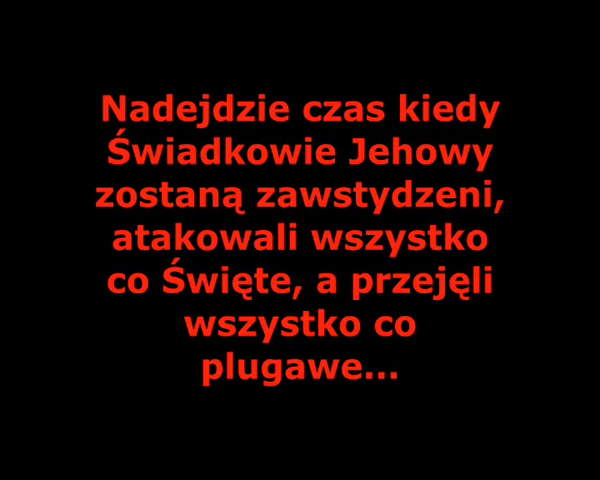 Nadejdzie czas kiedy
Świadkowie Jehowy
zostaną zawstydzeni,
atakowali wszystko
co Święte, a przejęli
wszystko co
plugawe...